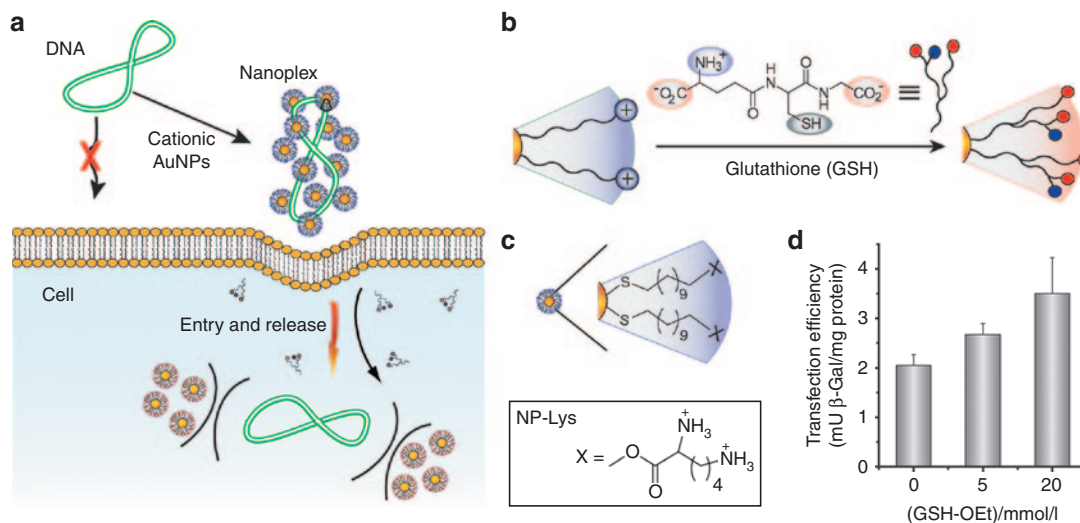 a
DNA
Nanoplex
Cationic
AuNPs
Cell
Entry and release
b
NH3+
-O2C
O
N
H
H
N
O
CO2-
SH
≡
+
+
Glutathione (GSH)
c
S
9
X
S
9
X
NP-Lys
X =
O
O
+
NH3
+
NH3
4
d
Transfection efficiency
(mU β-Gal/mg protein)
4
3
2
2
1
0
0 5 20
(GSH-OEt)/mmol/l